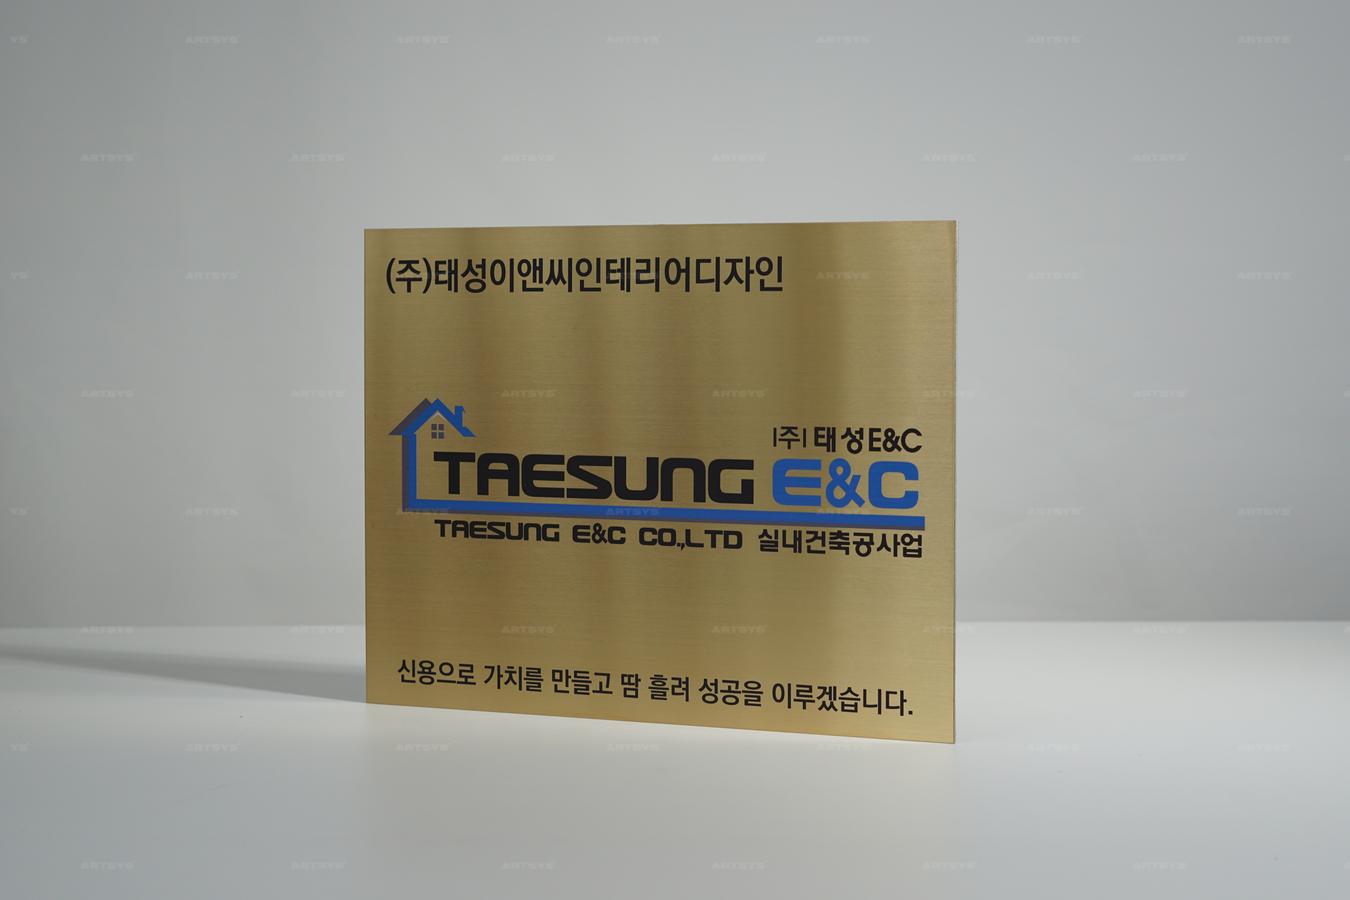 (주)태성이앤씨인테리어디자인
|주| 태성E&C
TAESUNG E&C
TAESUNG E&C CO.,LTD 실내건축공사업
신용으로 가치를 만들고 땀 흘려 성공을 이루겠습니다.
ARTSYS